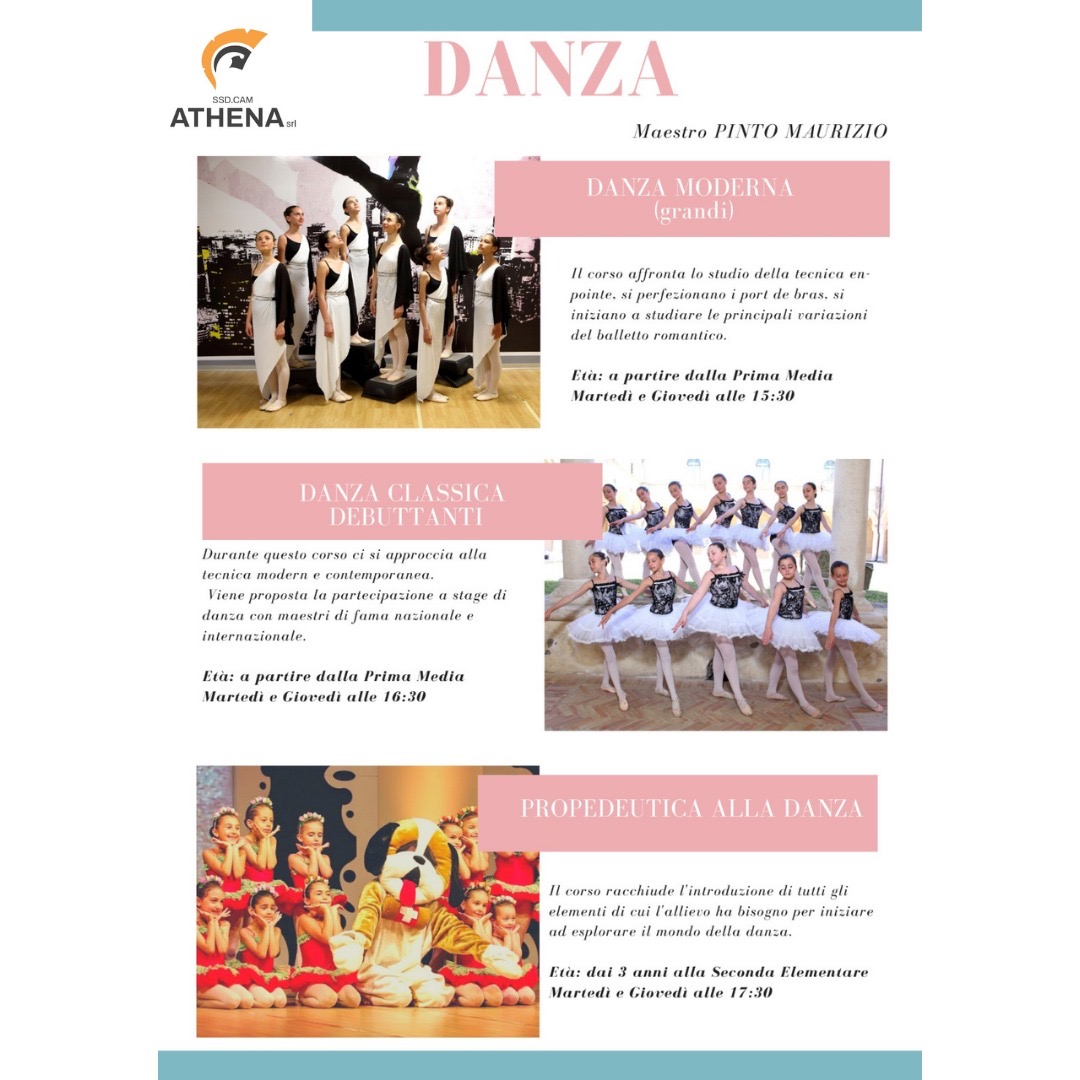 SSD.CAM
ATHENA srl
DANZA
Maestro PINTO MAURIZIO
DANZA MODERNA
(grandi)
Il corso affronta lo studio della tecnica en-
pointe, si perfezionano i port de bras, si
iniziano a studiare le principali variazioni
del balletto romantico.
Età: a partire dalla Prima Media
Martedì e Giovedì alle 15:30
DANZA CLASSICA
DEBUTTANTI
Durante questo corso ci si approccia alla
tecnica modern e contemporanea.
Viene proposta la partecipazione a stage di
danza con maestri di fama nazionale e
internazionale.
Età: a partire dalla Prima Media
Martedì e Giovedì alle 16:30
PROPEDEUTICA ALLA DANZA
Il corso racchiude l'introduzione di tutti gli
elementi di cui l'allievo ha bisogno per iniziare
ad esplorare il mondo della danza.
Età: dai 3 anni alla Seconda Elementare
Martedì e Giovedì alle 17:30